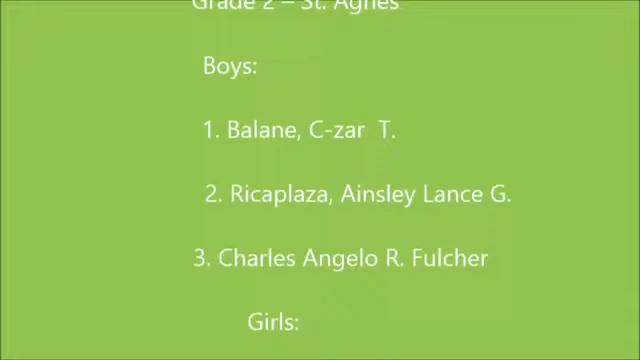 Grade 2 – St. Agnes
Boys:
1. Balane, C-zar T.
2. Ricaplaza, Ainsley Lance G.
3. Charles Angelo R. Fulcher
Girls: